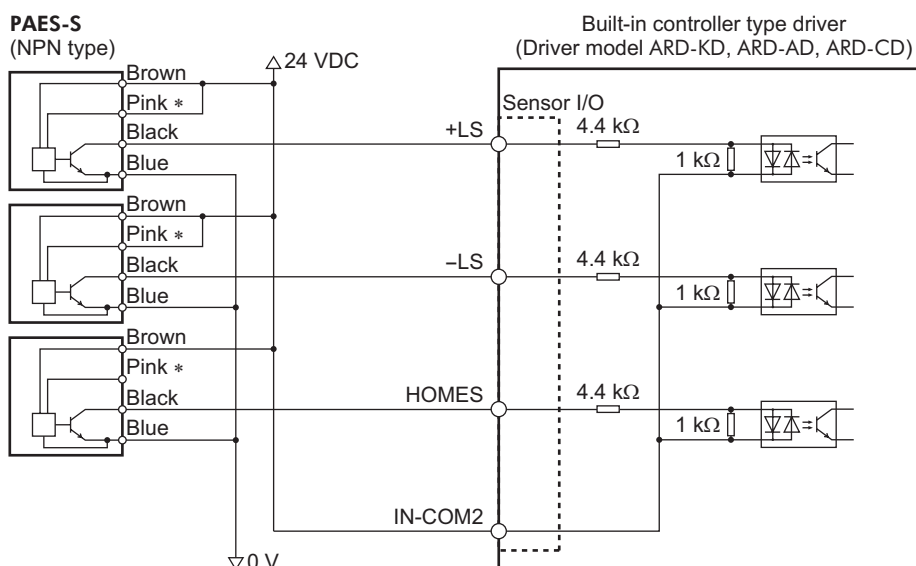 PAES-S
(NPN type)
Built-in controller type driver
(Driver model ARD-KD, ARD-AD, ARD-CD)
24 VDC
Brown
Pink *
Black
Blue
Sensor I/O
+LS
4.4 kΩ
1 kΩ
Brown
Pink *
Black
Blue
–LS
4.4 kΩ
1 kΩ
Brown
Pink *
Black
Blue
HOMES
4.4 kΩ
1 kΩ
IN-COM2
0 V